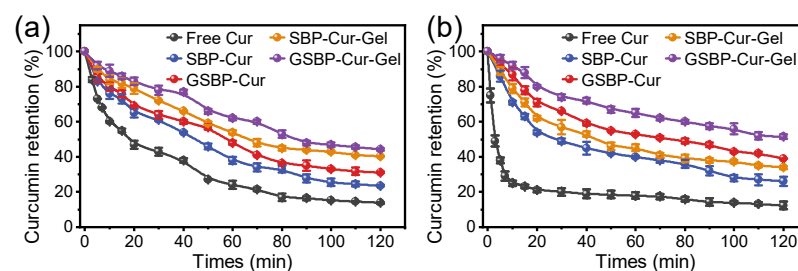 (a)
Free Cur
SBP-Cur-Gel
SBP-Cur
GSBP-Cur-Gel
GSBP-Cur
Curcumin retention (%)
100
80
60
40
20
0
0 20 40 60 80 100 120
Times (min)
(b)
Free Cur
SBP-Cur-Gel
SBP-Cur
GSBP-Cur-Gel
GSBP-Cur
Curcumin retention (%)
100
80
60
40
20
0
0 20 40 60 80 100 120
Times (min)